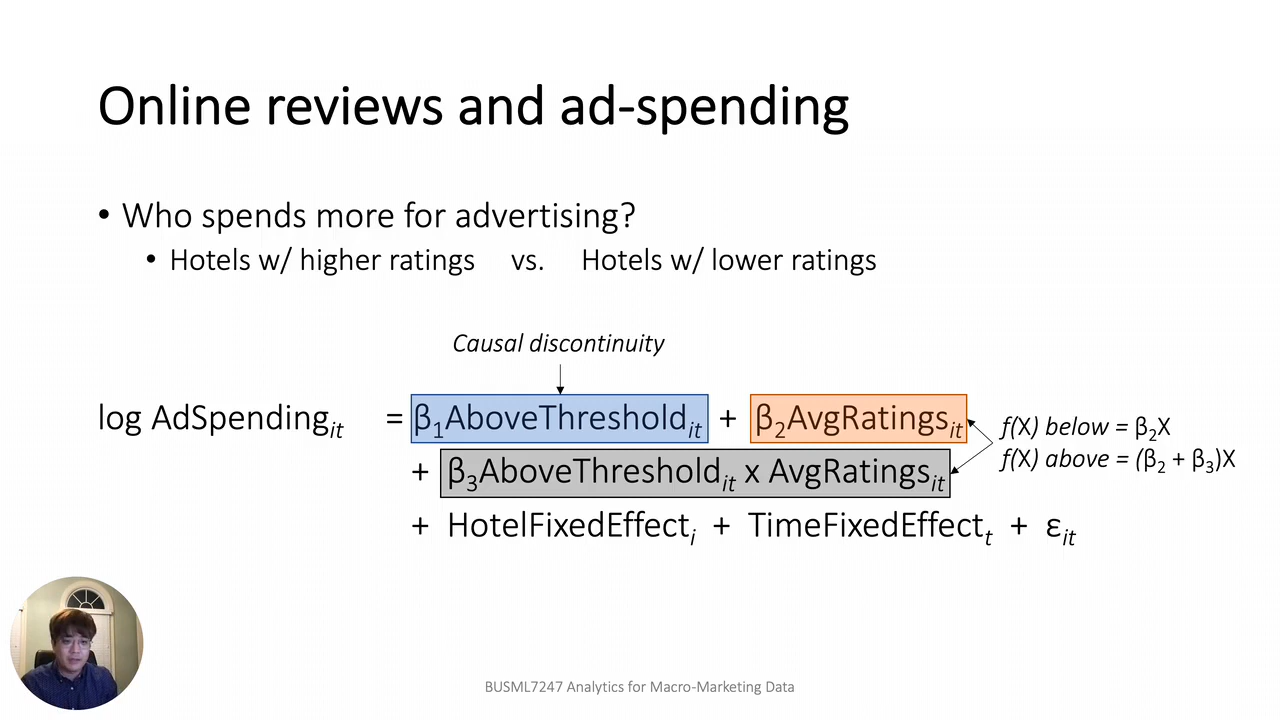 Online reviews and ad-spending
• Who spends more for advertising?
• Hotels w/ higher ratings vs. Hotels w/ lower ratings
Causal discontinuity
log AdSpendingit = β1AboveThresholdit + β2AvgRatingsit
f(X) below = β2X
f(X) above = (β2 + β3)X
+ β3AboveThresholdit x AvgRatingsit
+ HotelFixedEffecti + TimeFixedEffectt + εit
BUSML7247 Analytics for Macro-Marketing Data